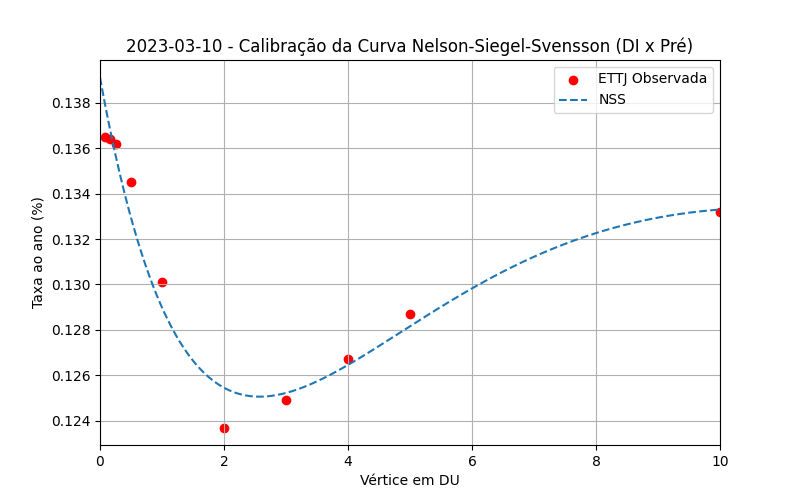 2023-03-10 - Calibração da Curva Nelson-Siegel-Svensson (DI x Pré)
ETTJ Observada
NSS
Taxa ao ano (%)
0.138
0.136
0.134
0.132
0.130
0.128
0.126
0.124
0 2 4 6 8 10
Vértice em DU